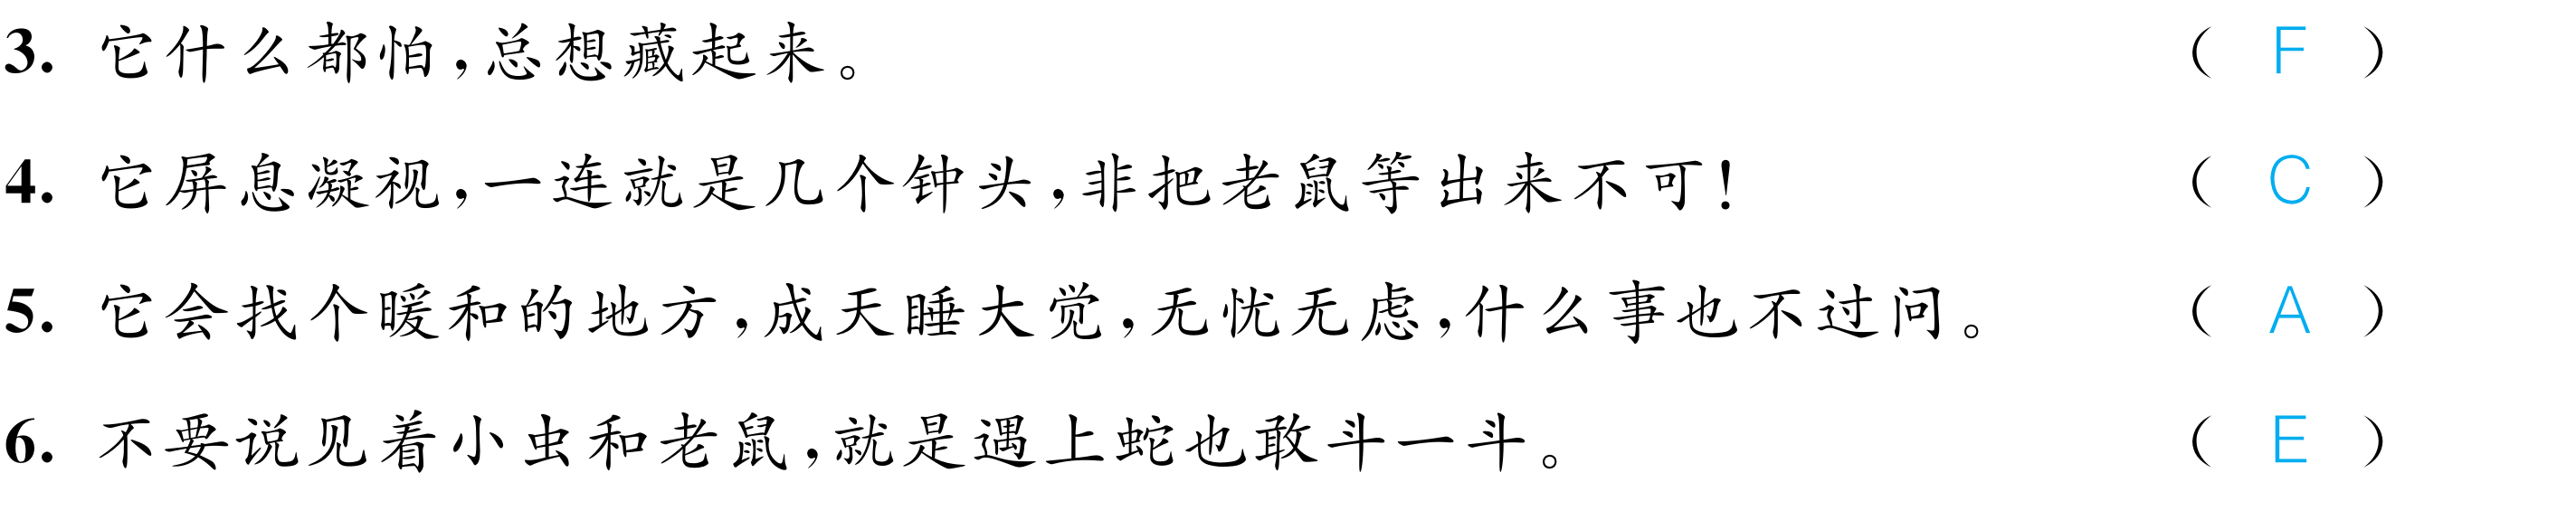 3. 它什么都怕,总想藏起来。 ( F )
4. 它屏息凝视,一连就是几个钟头,非把老鼠等出来不可! ( C )
5. 它会找个暖和的地方,成天睡大觉,无忧无虑,什么事也不过问。 ( A )
6. 不要说见着小虫和老鼠,就是遇上蛇也敢斗一斗。 ( E )